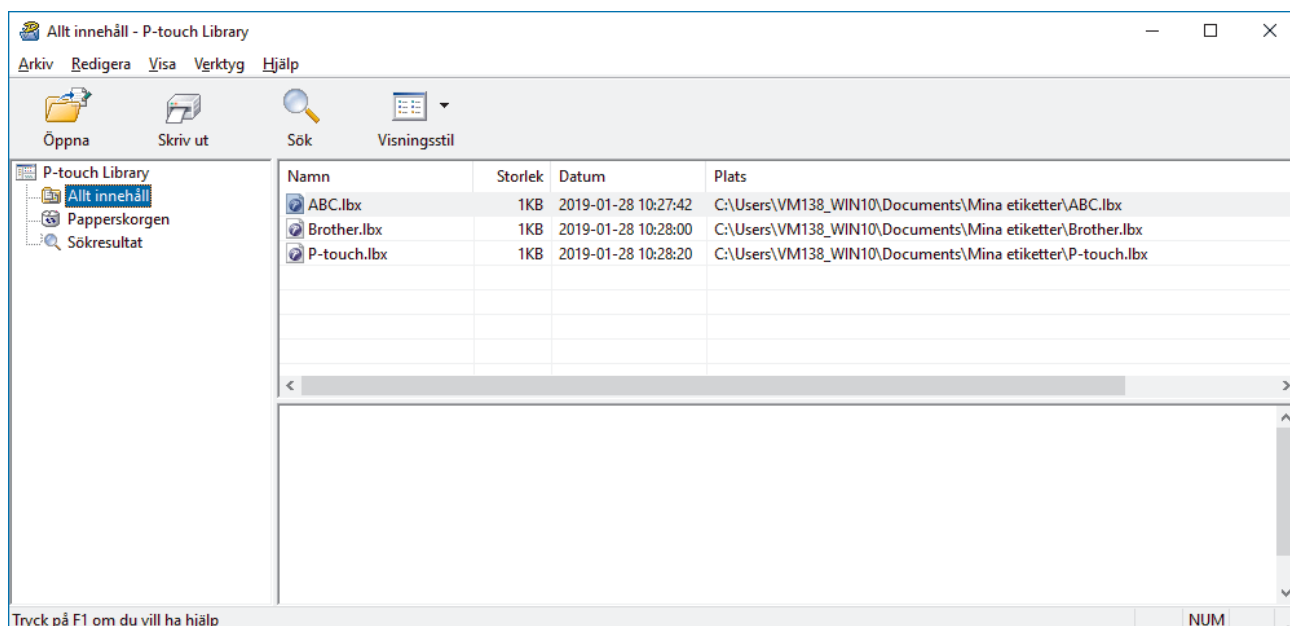 Allt innehåll - P-touch Library
Arkiv Redigera Visa Verktyg Hjälp
Öppna Skriv ut Sök Visningsstil
P-touch Library
Allt innehåll
Papperskorgen
Sökresultat
Namn Storlek Datum Plats
ABC.lbx 1KB 2019-01-28 10:27:42 C:\Users\VM138_WIN10\Documents\Mina etiketter\ABC.lbx
Brother.lbx 1KB 2019-01-28 10:28:00 C:\Users\VM138_WIN10\Documents\Mina etiketter\Brother.lbx
P-touch.lbx 1KB 2019-01-28 10:28:20 C:\Users\VM138_WIN10\Documents\Mina etiketter\P-touch.lbx
Tryck på F1 om du vill ha hjälp NUM